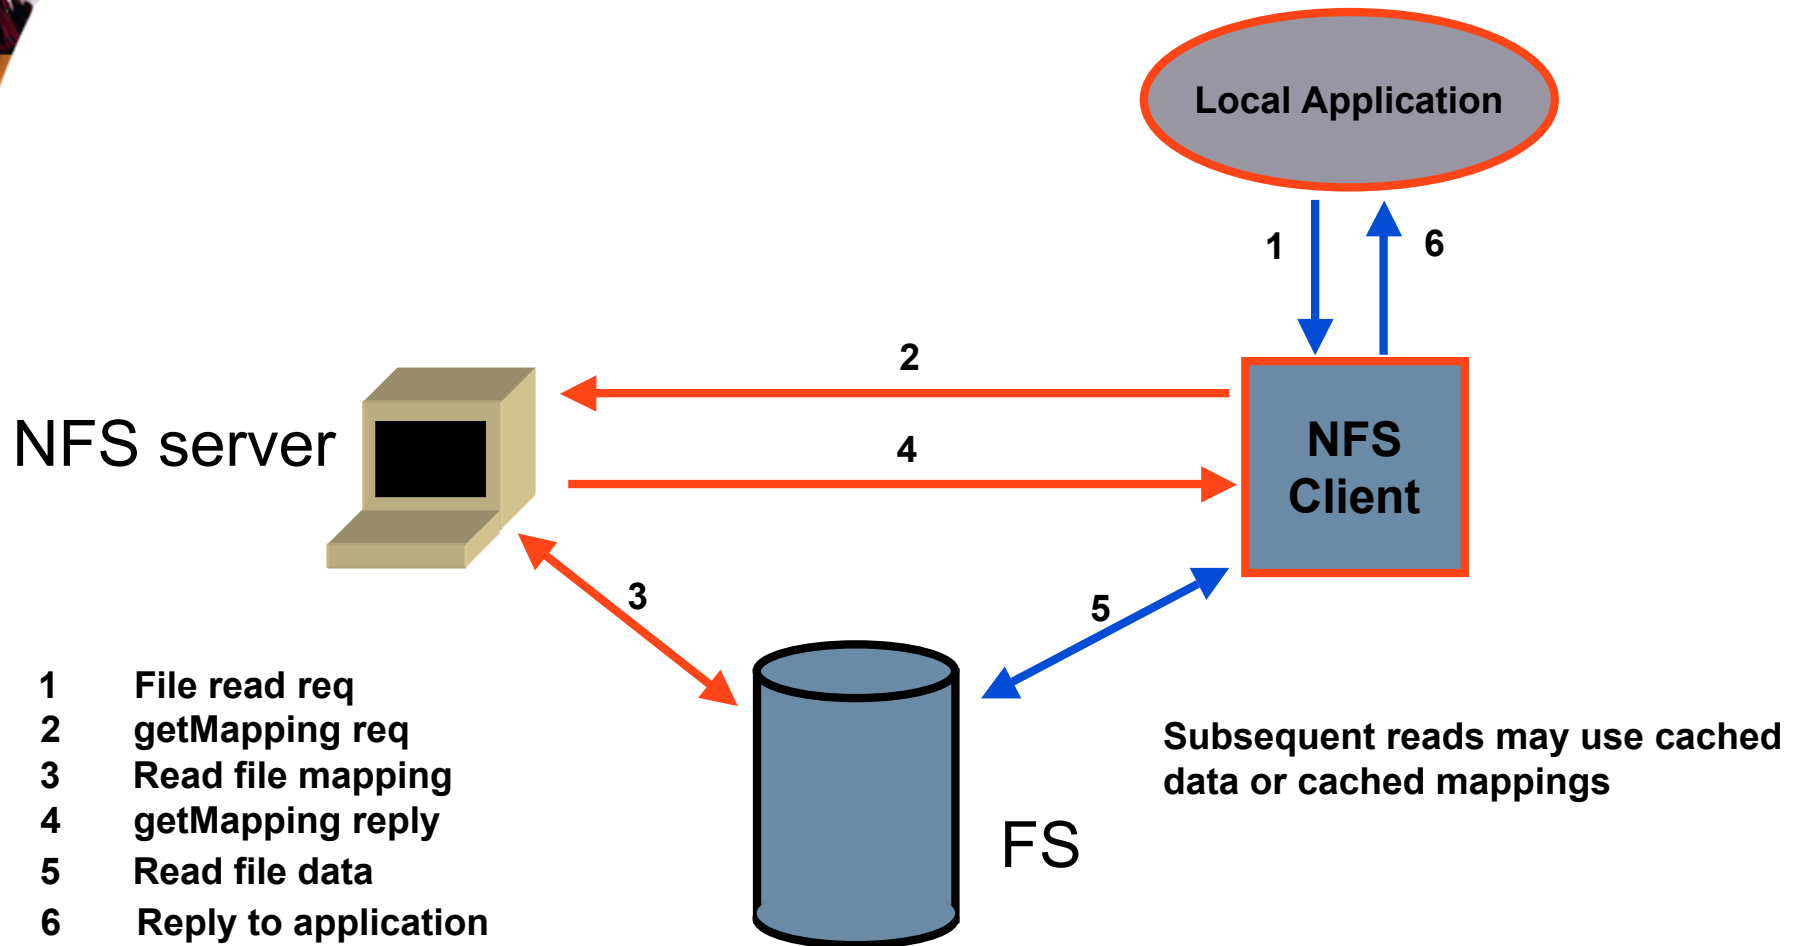 Local Application
1
6
2
NFS server
4
NFS
Client
3
5
1 File read req
2 getMapping req
3 Read file mapping
4 getMapping reply
5 Read file data
6 Reply to application
Subsequent reads may use cached
data or cached mappings
FS